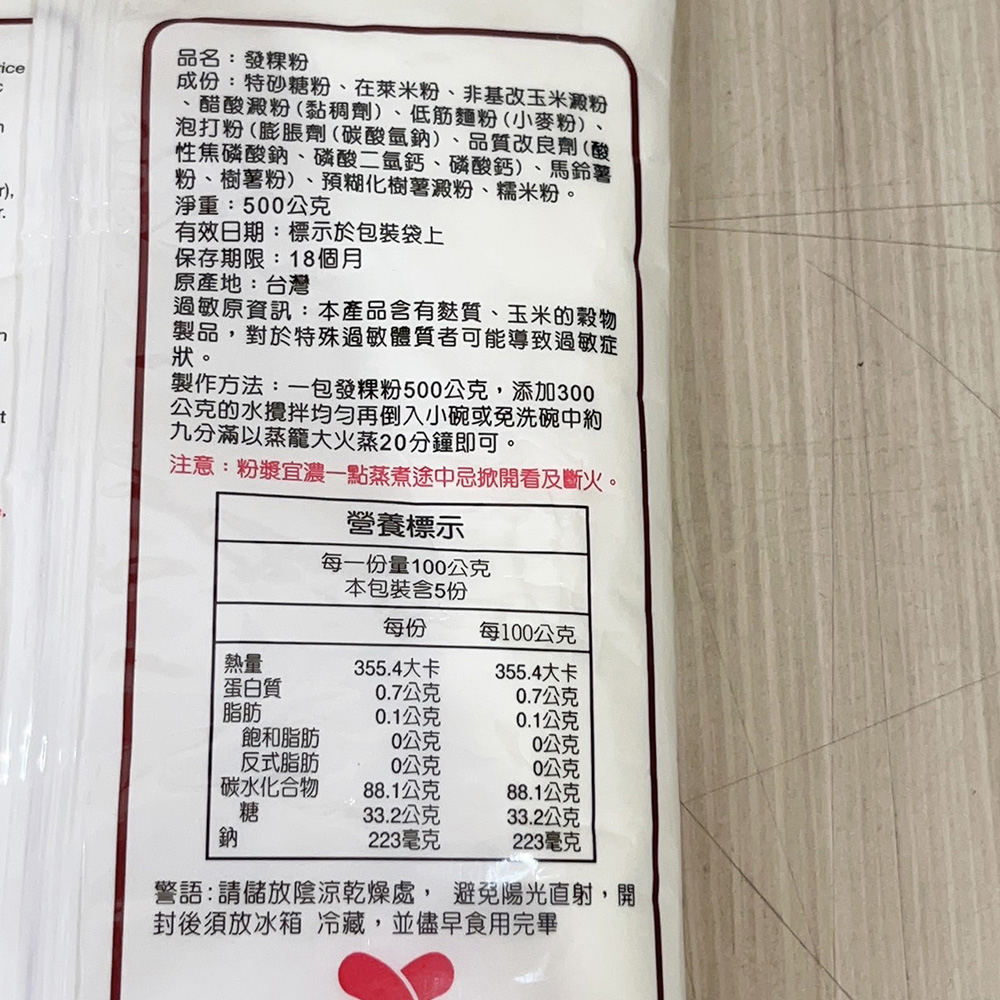 rice
品名：發粿粉
成份：特砂糖粉、在萊米粉、非基改玉米澱粉
、醋酸澱粉(黏稠劑)、低筋麵粉(小麥粉)、
泡打粉(膨脹劑(碳酸氫鈉)、品質改良劑(酸
性焦磷酸鈉、磷酸二氫鈣、磷酸鈣)、馬鈴薯
粉、樹薯粉)、預糊化樹薯澱粉、糯米粉。
淨重：500公克
有效日期：標示於包裝袋上
保存期限：18個月
原產地：台灣
過敏原資訊：本產品含有麩質、玉米的穀物
製品，對於特殊過敏體質者可能導致過敏症
狀。
製作方法：一包發粿粉500公克，添加300
公克的水攪拌均勻再倒入小碗或免洗碗中約
九分滿以蒸籠大火蒸20分鐘即可。
注意：粉漿宜濃一點蒸煮途中忌掀開看及斷火。
營養標示
每一份量100公克
本包裝含5份
每份 每100公克
熱量 355.4大卡 355.4大卡
蛋白質 0.7公克 0.7公克
脂肪 0.1公克 0.1公克
飽和脂肪 0公克 0公克
反式脂肪 0公克 0公克
碳水化合物 88.1公克 88.1公克
糖 33.2公克 33.2公克
鈉 223毫克 223毫克
警語:請儲放陰涼乾燥處， 避免陽光直射，開
封後須放冰箱 冷藏，並儘早食用完畢